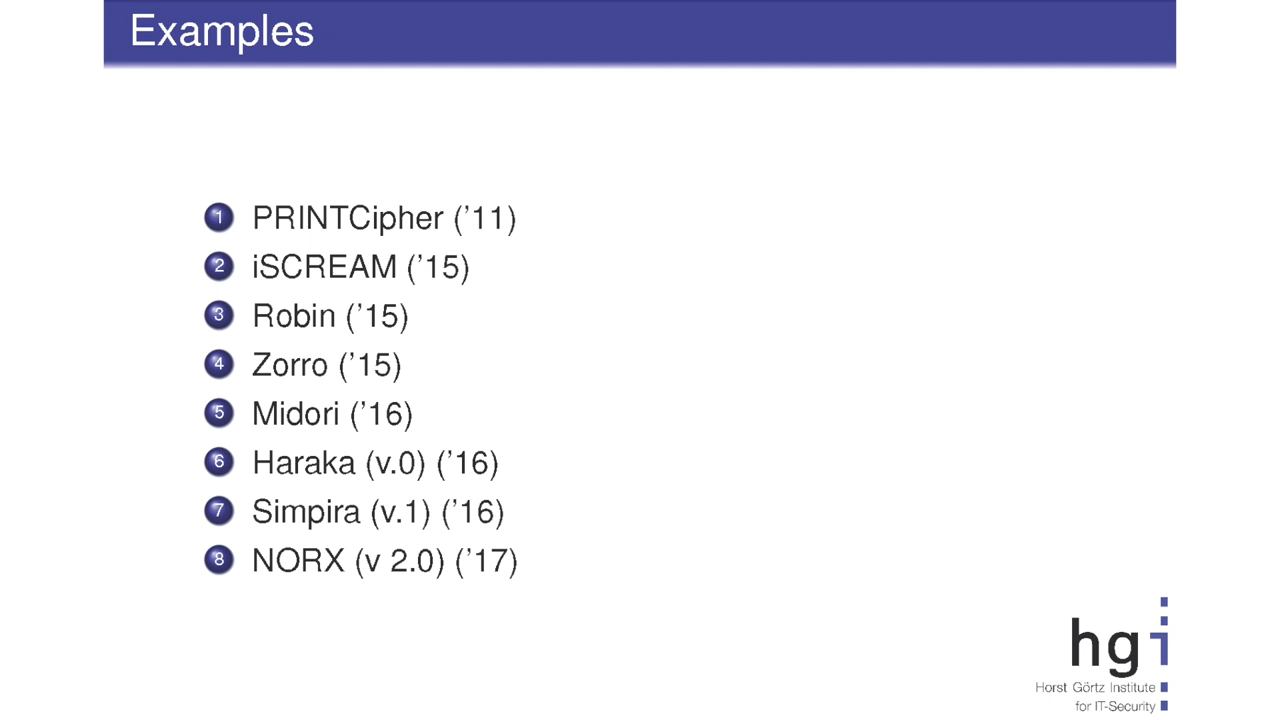 Examples
1 PRINTCipher ('11)
2 iSCREAM ('15)
3 Robin ('15)
4 Zorro ('15)
5 Midori ('16)
6 Haraka (v.0) ('16)
7 Simpira (v.1) ('16)
8 NORX (v 2.0) ('17)
hgi
Horst Görtz Institute
for IT-Security